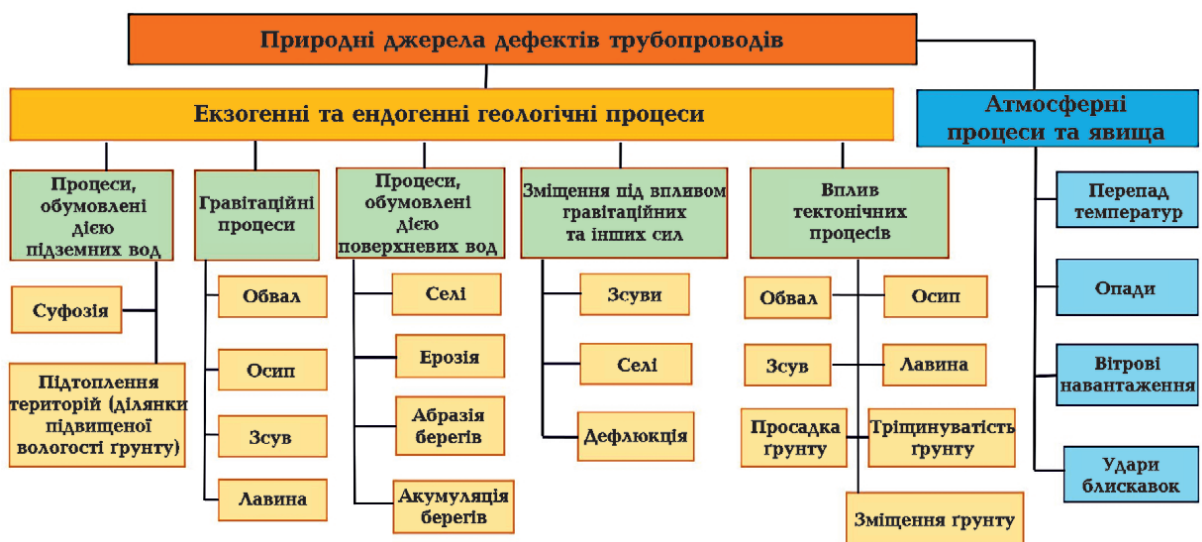 Природні джерела дефектів трубопроводів
Екзогенні та ендогенні геологічні процеси
Атмосферні
процеси та явища
Процеси,
обумовлені
дією
підземних вод
Суфозія
Підтоплення
територій (ділянки
підвищеної
вологості ґрунту)
Гравітаційні
процеси
Обвал
Осип
Зсув
Лавина
Процеси,
обумовлені
дією
поверхневих вод
Селі
Ерозія
Абразія
берегів
Акумуляція
берегів
Зміщення під впливом
гравітаційних
та інших сил
Зсуви
Селі
Дефлюкція
Вплив
тектонічних
процесів
Обвал
Осип
Зсув
Лавина
Просадка
ґрунту
Тріщинуватість
ґрунту
Зміщення ґрунту
Перепад
температур
Опади
Вітрові
навантаження
Удари
блискавок